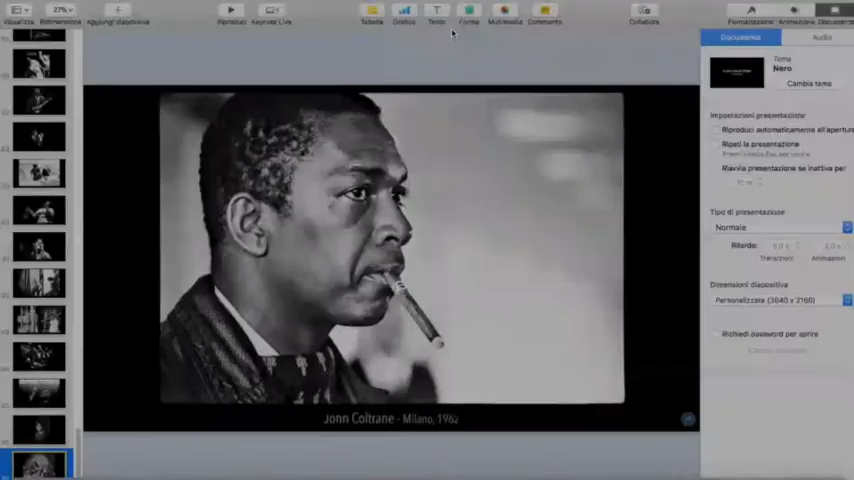 27%
Visualizza Ridimensiona Aggiungi diapositiva Riproduci Keynote Live Tabella Grafico Testo Forma Multimedia Commento Collabora Formattazione Animazione Documento
Documento Audio
Tema
Nero
Cambia tema
Impostazioni presentazione
Riproduci automaticamente all'apertura
Ripeti la presentazione
Riavvia presentazione se inattiva per
Tipo di presentazione
Normale
Ritardo:
Transizioni Animazioni
Dimensioni diapositiva
Personalizzate (3840 x 2160)
Richiedi password per aprire
John Coltrane - Milano, 1962